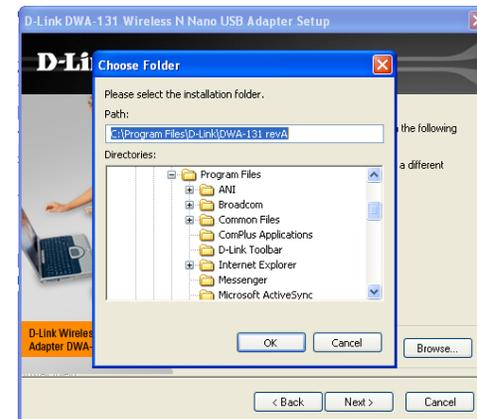 D-Link DWA-131 Wireless N Nano USB Adapter Setup
D-Li
Choose Folder
Please select the installation folder.
Path:
C:\Program Files\D-Link\DWA-131 revA
the following
Directories:
a different
Program Files
ANI
Broadcom
Common Files
ComPlus Applications
D-Link Toolbar
Internet Explorer
Messenger
Microsoft ActiveSync
D-Link Wireles
Adapter DWA-
OK
Cancel
Browse...
< Back
Next >
Cancel